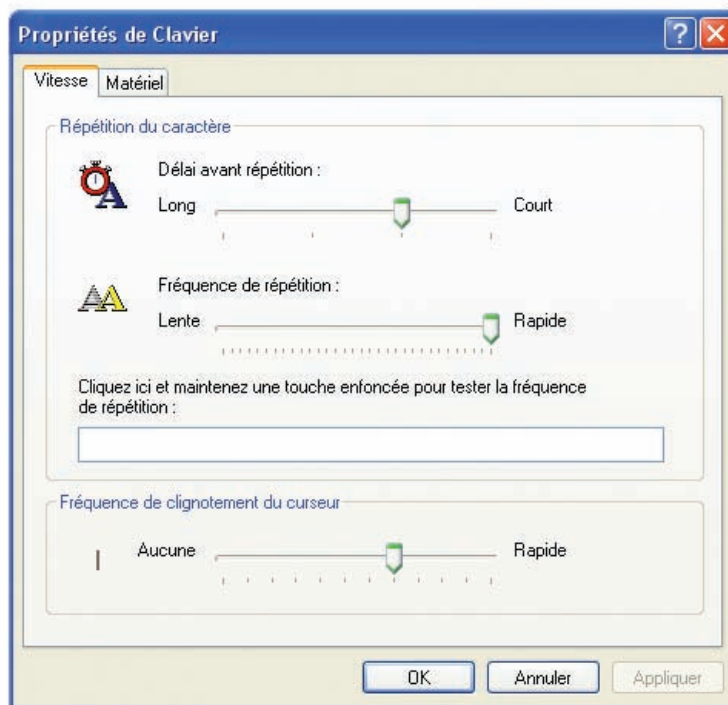 Propriétés de Clavier
Vitesse
Matériel
Répétition du caractère
Délai avant répétition :
Long
Court
Fréquence de répétition :
Lente
Rapide
Cliquez ici et maintenez une touche enfoncée pour tester la fréquence
de répétition :
Fréquence de clignotement du curseur
Aucune
Rapide
OK
Annuler
Appliquer